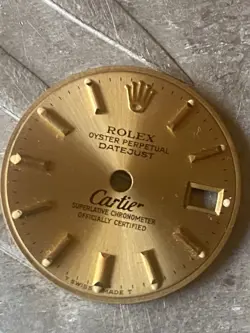 ROLEX
OYSTER PERPETUAL
DATEJUST
Cartier
SUPERLATIVE CHRONOMETER
OFFICIALLY CERTIFIED
T SWISS MADE T